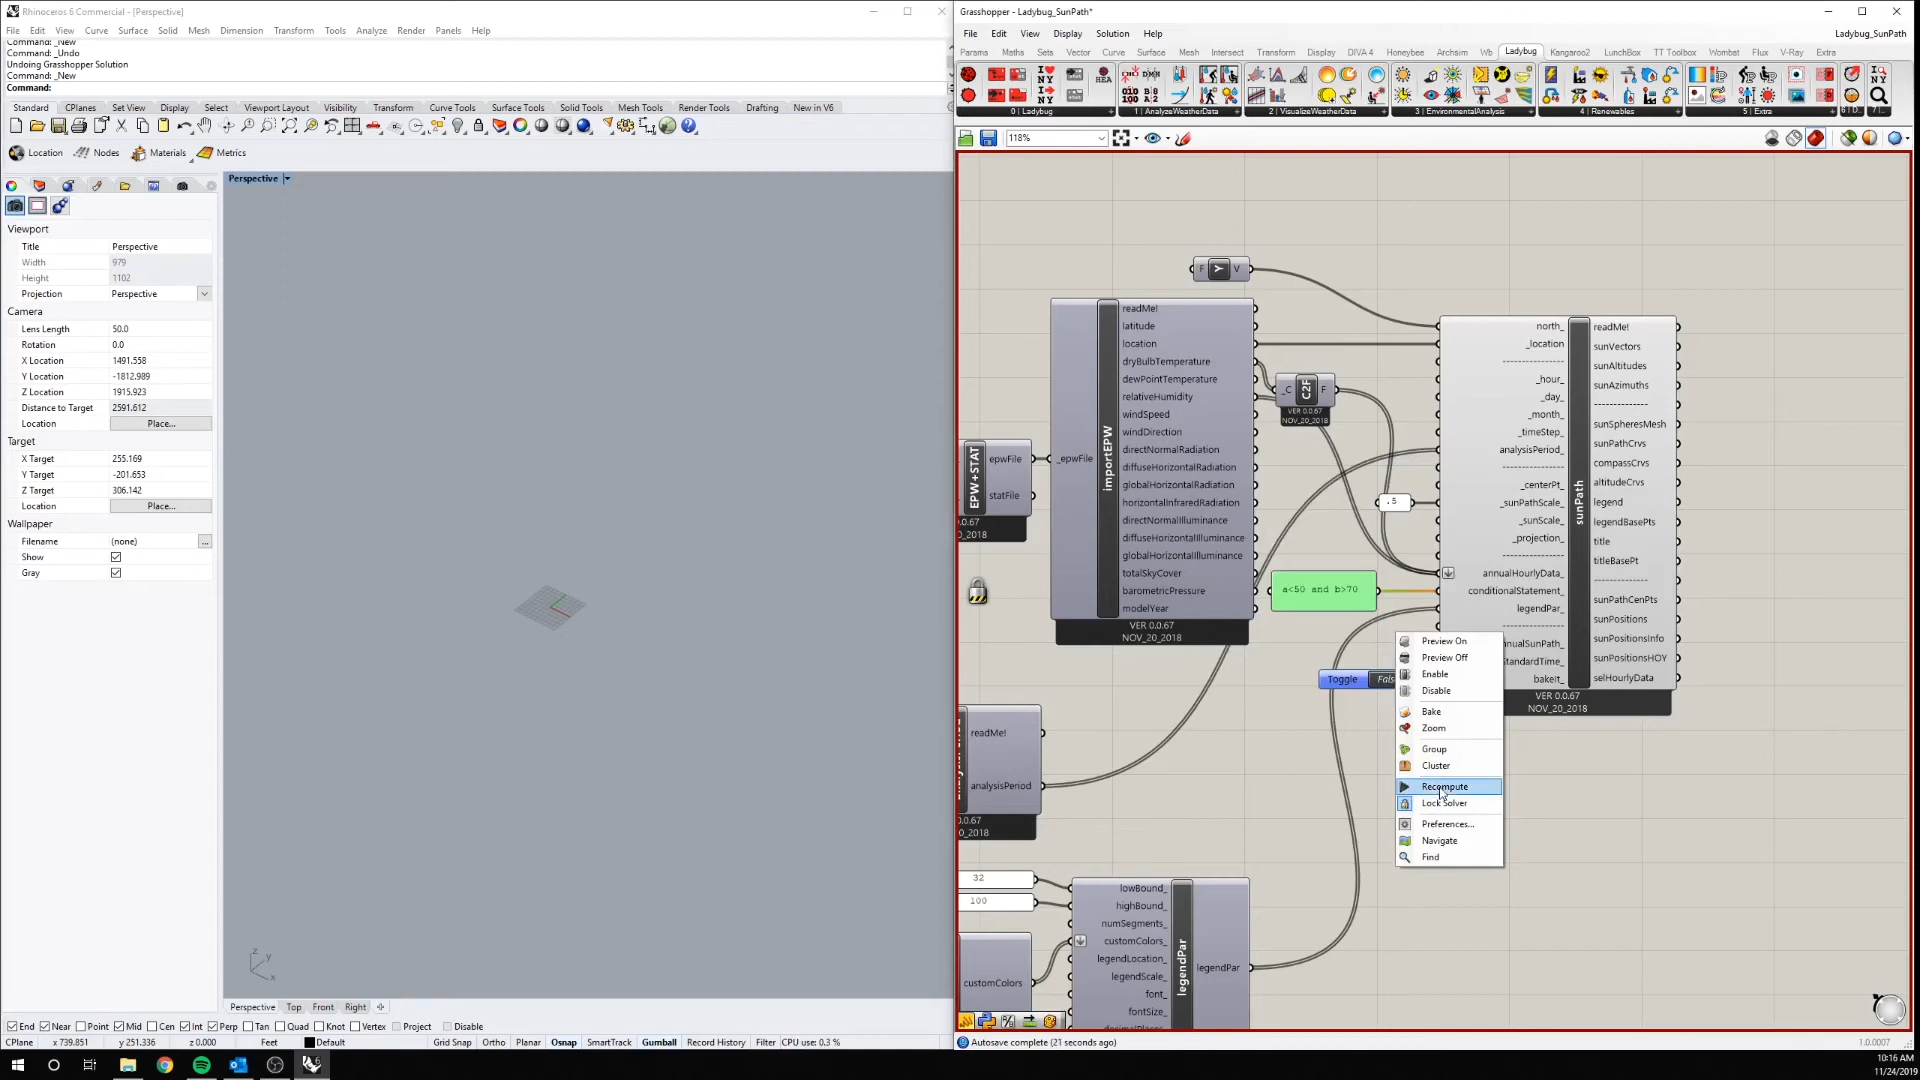 Rhinoceros 6 Commercial - [Perspective]
File Edit View Curve Surface Solid Mesh Dimension Transform Tools Analyze Render Panels Help
Command: _New
Command: _Undo
Undoing Grasshopper Solution
Command: _New
Command:
Standard CPlanes Set View Display Select Viewport Layout Visibility Transform Curve Tools Surface Tools Solid Tools Mesh Tools Render Tools Drafting New in V6
Location Nodes Materials Metrics
Viewport
Title Perspective
Width 979
Height 1102
Projection Perspective
Camera
Lens Length 50.0
Rotation 0.0
X Location 1491.558
Y Location -1812.989
Z Location 1915.923
Distance to Target 2591.612
Location Place...
Target
X Target 255.169
Y Target -201.653
Z Target 306.142
Location Place...
Wallpaper
Filename (none) ...
Show
Gray
Perspective
z
y
x
Perspective Top Front Right
End Near Point Mid Cen Int Perp Tan Quad Knot Vertex Project Disable
CPlane x 739.851 y 251.336 z 0.000 Feet Default Grid Snap Ortho Planar Osnap SmartTrack Gumball Record History Filter CPU use: 0.3 %
Grasshopper - Ladybug_SunPath*
File Edit View Display Solution Help
Ladybug_SunPath
Params Maths Sets Vector Curve Surface Mesh Intersect Transform Display DIVA 4 Honeybee Archsim Wb Ladybug Kangaroo2 LunchBox TT Toolbox Wombat Flux V-Ray Extra
0 | Ladybug 1 | AnalyzeWeatherData 2 | VisualizeWeatherData 3 | EnvironmentalAnalysis 4 | Renewables 5 | Extra
118%
F Y V
importEPW
_epwFile
readMe!
latitude
location
dryBulbTemperature
dewPointTemperature
relativeHumidity
windSpeed
windDirection
directNormalRadiation
diffuseHorizontalRadiation
globalHorizontalRadiation
horizontalInfraredRadiation
directNormalIlluminance
diffuseHorizontalIlluminance
globalHorizontalIlluminance
totalSkyCover
barometricPressure
modelYear
VER 0.0.67
NOV_20_2018
EPW+STAT
epwFile
statFile
0.0.67
20_2018
_C C2F F
VER 0.0.67
NOV_20_2018
.5
a<50 and b>70
Toggle
north_
_location
-----------------
_hour_
_day_
_month_
_timeStep_
analysisPeriod_
-----------------
_centerPt_
_sunPathScale_
_sunScale_
_projection_
-----------------
annualHourlyData_
conditionalStatement_
legendPar_
-----------------
bakeIt_
sunPath
readMe!
sunVectors
sunAltitudes
sunAzimuths
--------------
sunSpheresMesh
sunPathCrvs
compassCrvs
altitudeCrvs
legend
legendBasePts
title
titleBasePt
--------------
sunPathCenPts
sunPositions
sunPositionsInfo
sunPositionsHOY
selHourlyData
VER 0.0.67
NOV_20_2018
Preview On
Preview Off
Enable
Disable
Bake
Zoom
Group
Cluster
Recompute
Lock Solver
Preferences...
Navigate
Find
readMe!
analysisPeriod
0.0.67
20_2018
32
100
customColors
lowBound_
highBound_
numSegments_
customColors_
legendLocation_
legendScale_
font_
fontSize_
legendPar
legendPar
Autosave complete (21 seconds ago)
1.0.0007
10:16 AM
11/24/2019